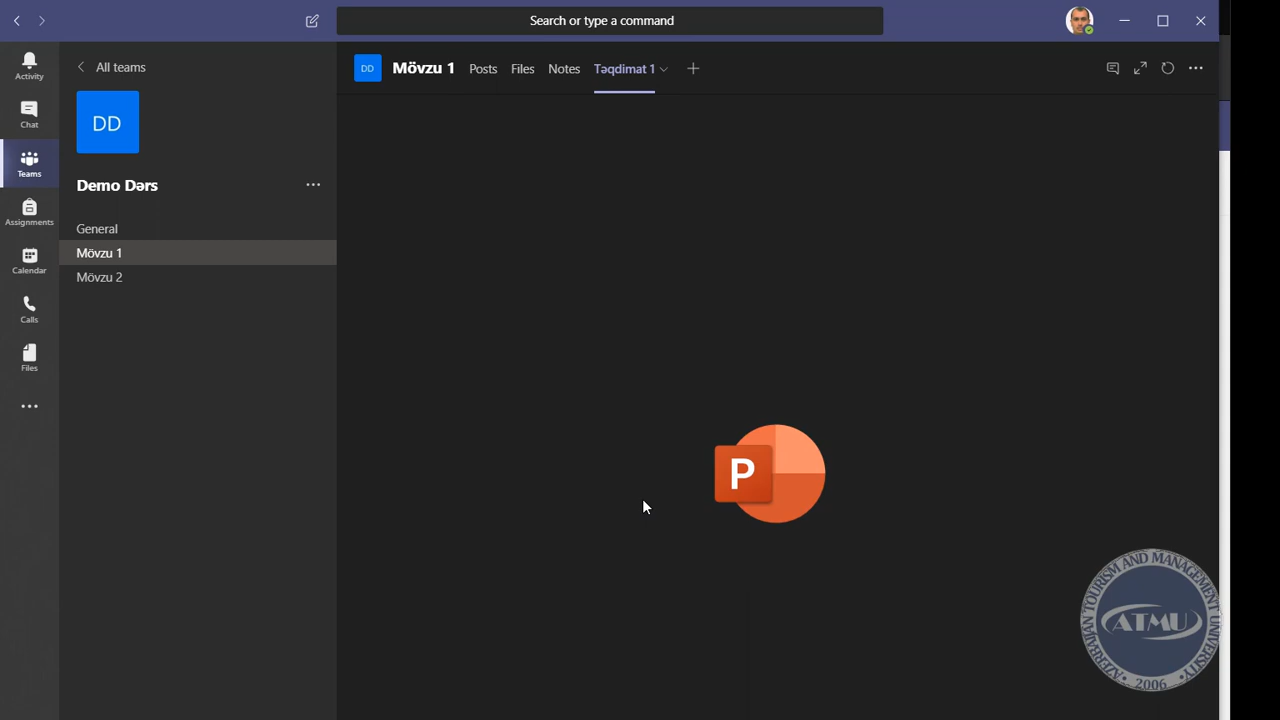 Search or type a command
Activity
Chat
Teams
Assignments
Calendar
Calls
Files
All teams
DD
Demo Dərs
General
Mövzu 1
Mövzu 2
DD
Mövzu 1
Posts
Files
Notes
Təqdimat 1
P
AZERBAIJAN TOURISM AND MANAGEMENT UNIVERSITY
ATMU
2006